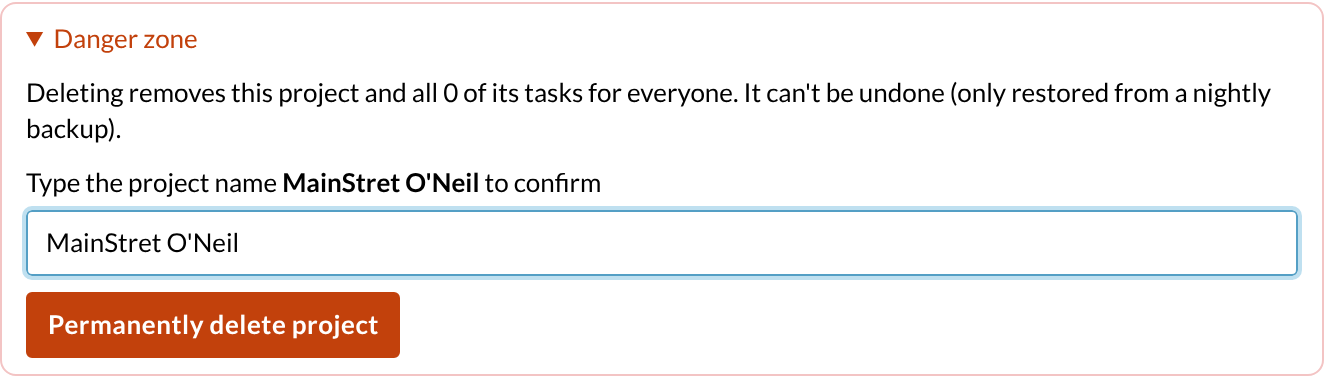 Danger zone
Deleting removes this project and all 0 of its tasks for everyone. It can't be undone (only restored from a nightly
backup).
Type the project name MainStret O'Neil to confirm
MainStret O'Neil
Permanently delete project